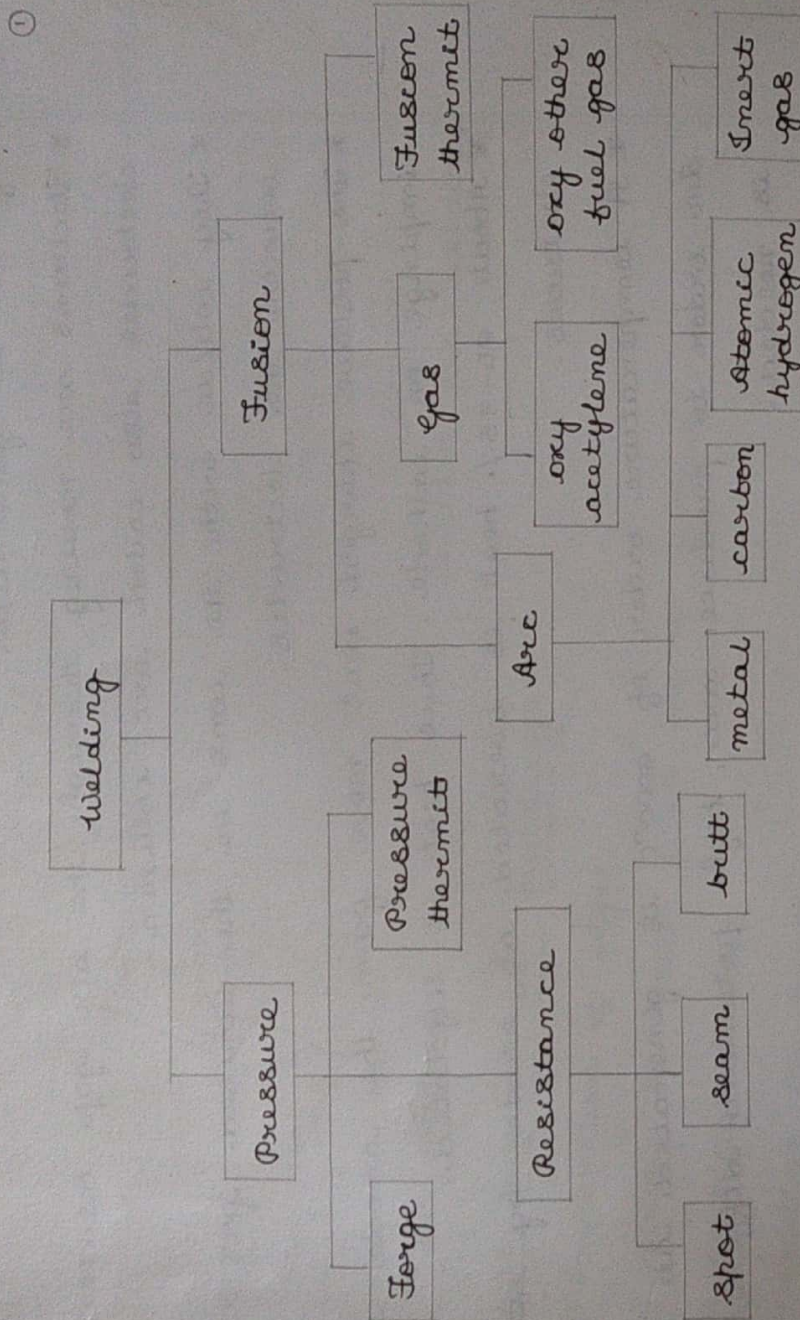 1
Welding
Pressure
Fusion
Forge
Pressure
thermit
Fusion
thermit
Gas
Resistance
Arc
oxy
acetylene
oxy other
fuel gas
spot
seam
butt
metal
carbon
Atomic
hydrogen
Inert
gas